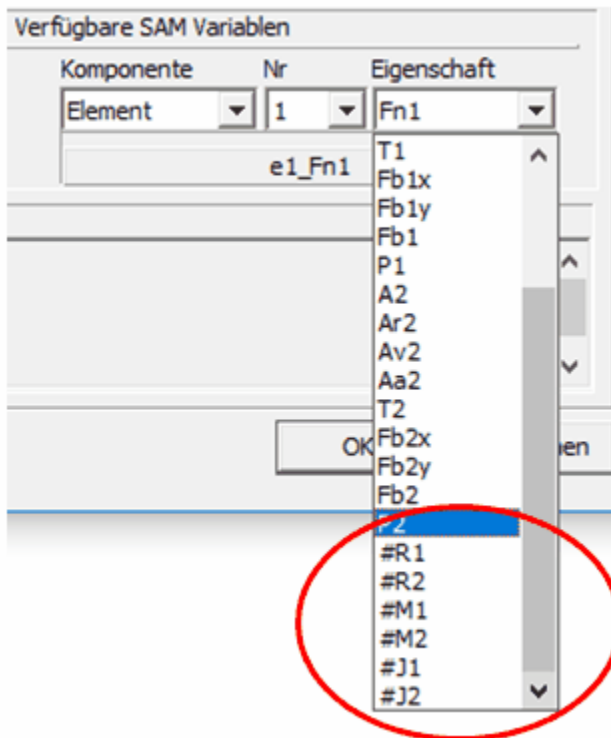 Verfügbare SAM Variablen
Komponente Nr Eigenschaft
Element 1 Fn1
e1_Fn1
T1
Fb1x
Fb1y
Fb1
P1
A2
Ar2
Av2
Aa2
T2
Fb2x
Fb2y
Fb2
P2
OK
#R1
#R2
#M1
#M2
#J1
#J2